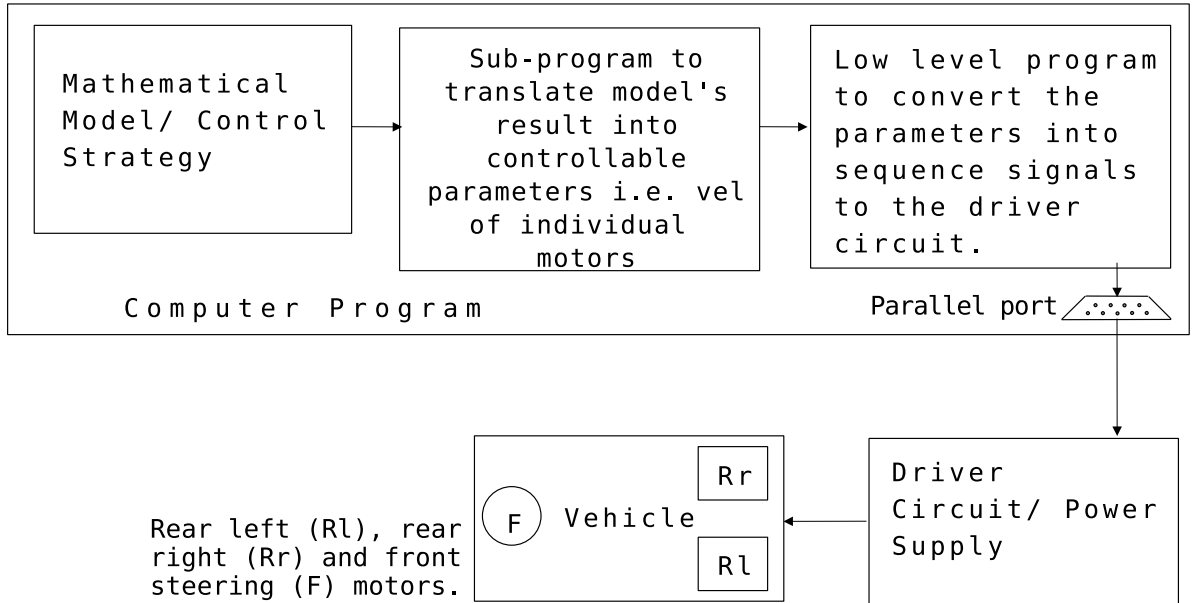 Mathematical
Model/ Control
Strategy
Sub-program to
translate model's
result into
controllable
parameters i.e. vel
of individual
motors
Low level program
to convert the
parameters into
sequence signals
to the driver
circuit.
Computer Program
Parallel port
Rear left (Rl), rear
right (Rr) and front
steering (F) motors.
F
Vehicle
Rr
Rl
Driver
Circuit/ Power
Supply